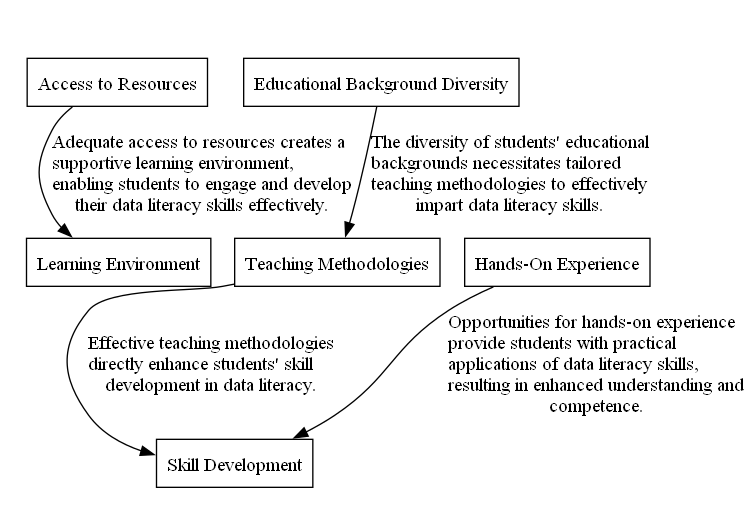 Access to Resources
Educational Background Diversity
Adequate access to resources creates a
supportive learning environment,
enabling students to engage and develop
their data literacy skills effectively.
The diversity of students' educational
backgrounds necessitates tailored
teaching methodologies to effectively
impart data literacy skills.
Learning Environment
Teaching Methodologies
Hands-On Experience
Effective teaching methodologies
directly enhance students' skill
development in data literacy.
Opportunities for hands-on experience
provide students with practical
applications of data literacy skills,
resulting in enhanced understanding and
competence.
Skill Development